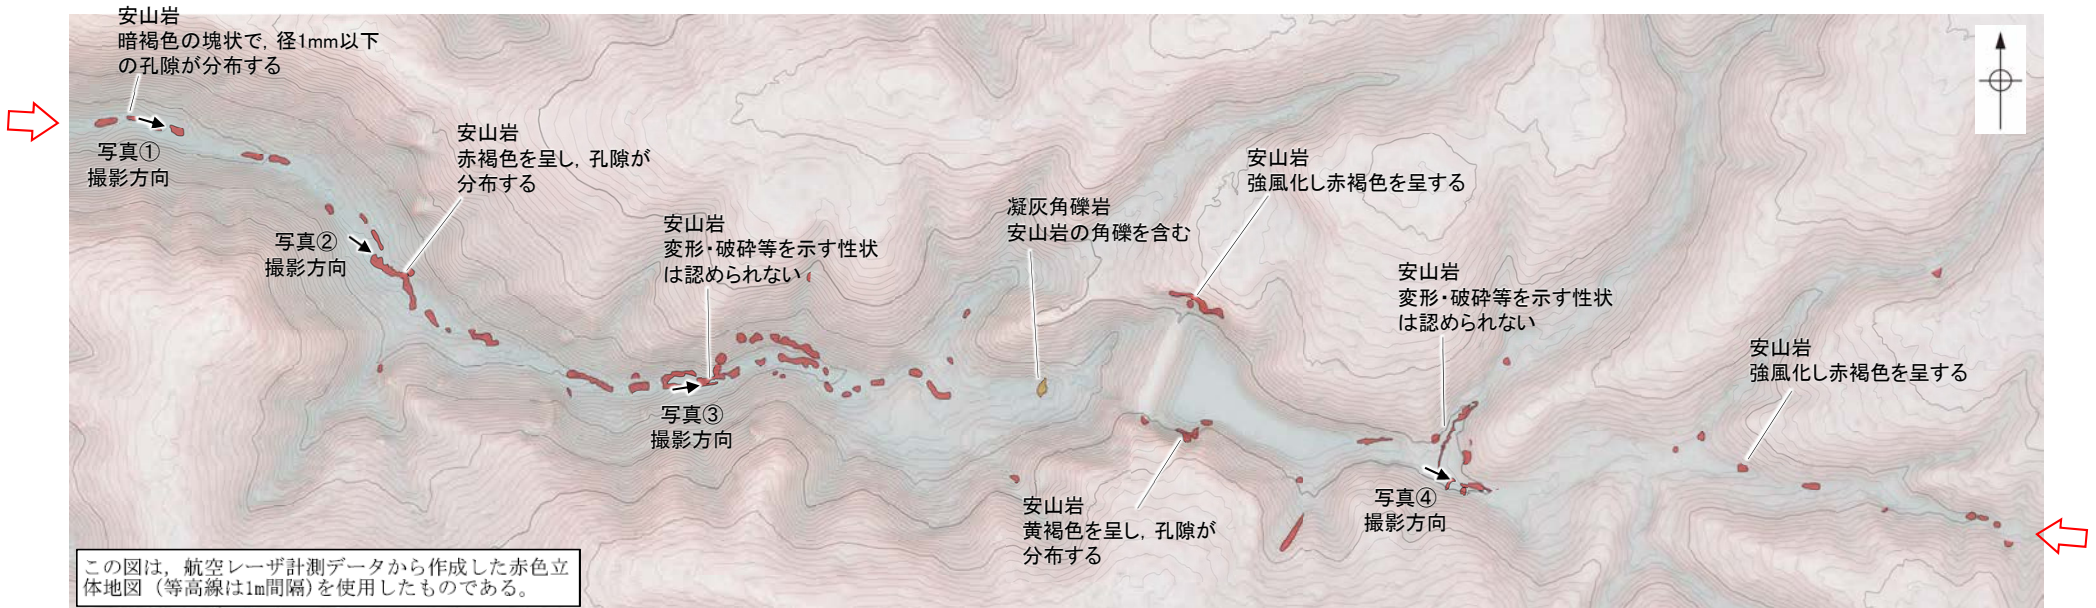 安山岩
暗褐色の塊状で, 径1mm以下
の孔隙が分布する
写真①
撮影方向
安山岩
赤褐色を呈し, 孔隙が
分布する
写真②
撮影方向
安山岩
変形・破砕等を示す性状
は認められない
写真③
撮影方向
凝灰角礫岩
安山岩の角礫を含む
安山岩
強風化し赤褐色を呈する
安山岩
変形・破砕等を示す性状
は認められない
安山岩
強風化し赤褐色を呈する
安山岩
黄褐色を呈し, 孔隙が
分布する
写真④
撮影方向
この図は，航空レーザ計測データから作成した赤色立
体地図（等高線は1m間隔）を使用したものである。